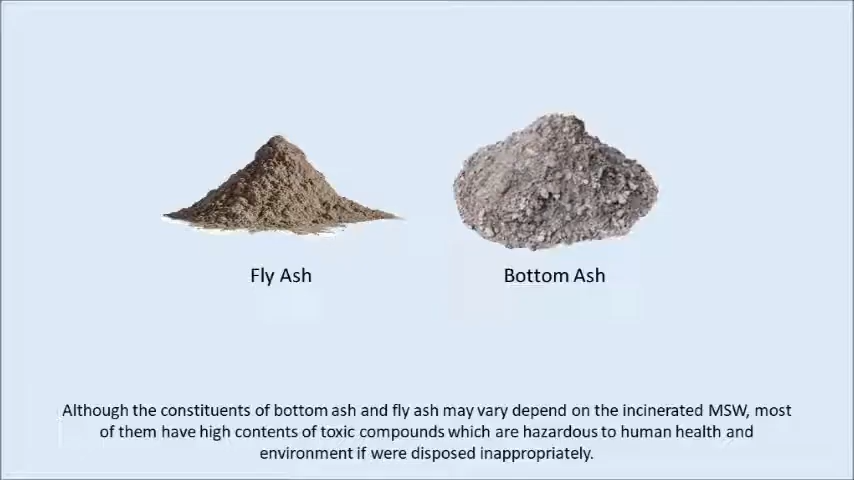 Fly Ash
Bottom Ash
Although the constituents of bottom ash and fly ash may vary depend on the incinerated MSW, most
of them have high contents of toxic compounds which are hazardous to human health and
environment if were disposed inappropriately.